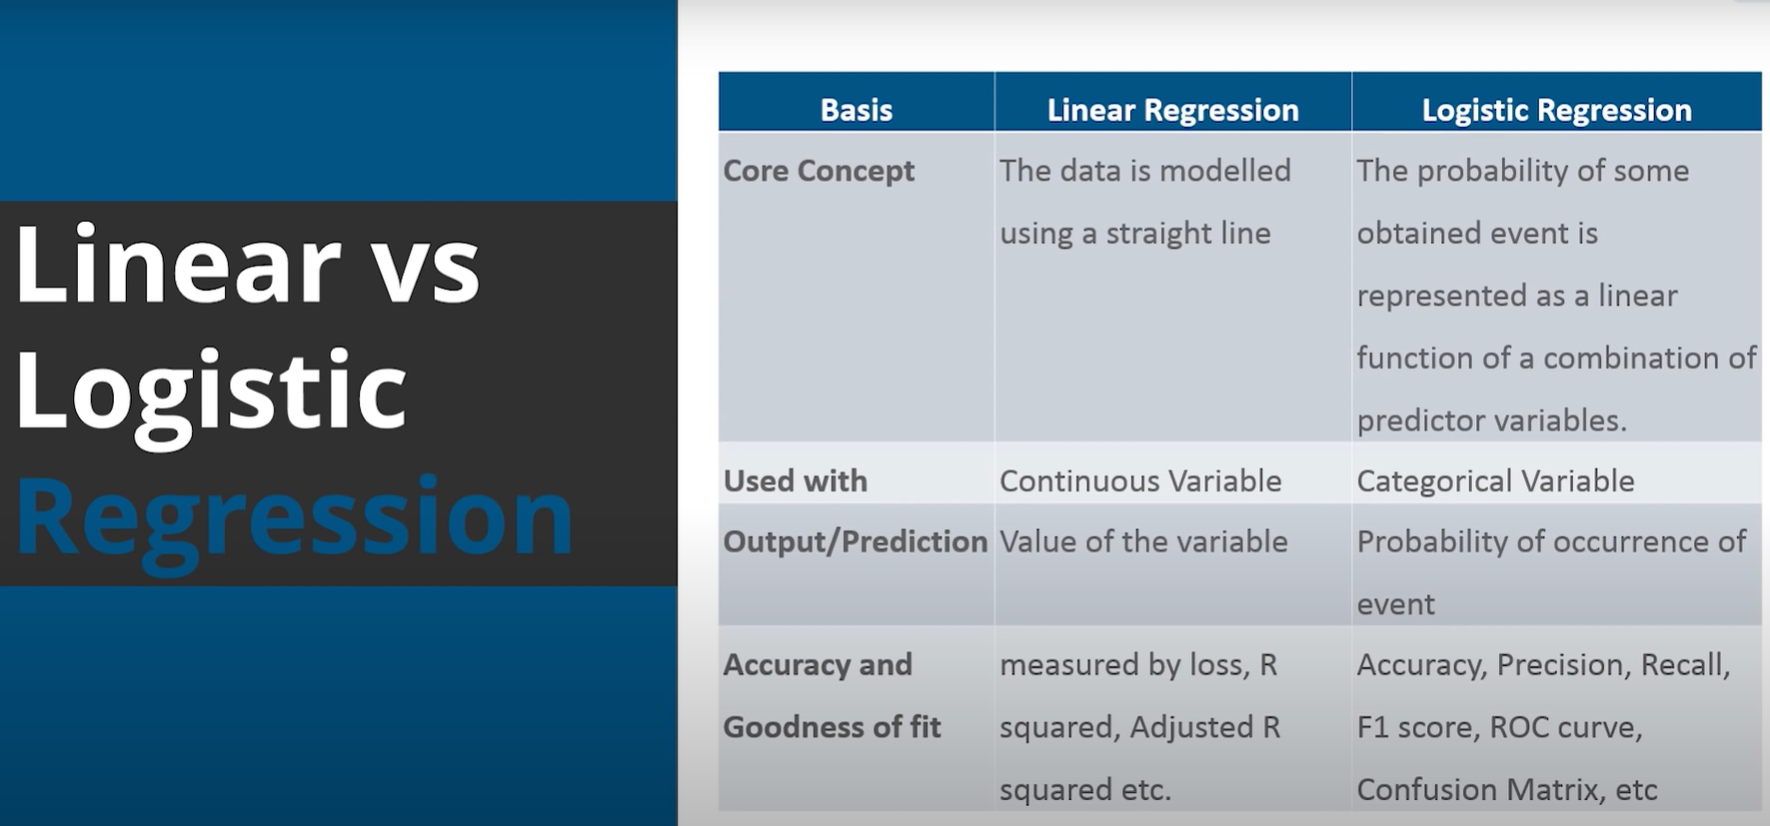 Linear vs
Logistic
Regression
Basis
Linear Regression
Logistic Regression
Core Concept
The data is modelled
using a straight line
The probability of some
obtained event is
represented as a linear
function of a combination of
predictor variables.
Used with
Continuous Variable
Categorical Variable
Output/Prediction
Value of the variable
Probability of occurrence of
event
Accuracy and
Goodness of fit
measured by loss, R
squared, Adjusted R
squared etc.
Accuracy, Precision, Recall,
F1 score, ROC curve,
Confusion Matrix, etc